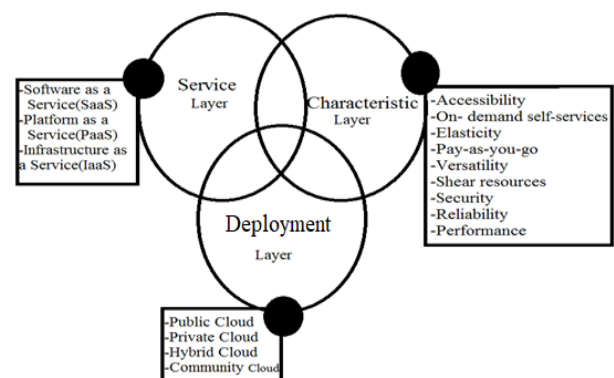 Service
Layer
Characteristic
Layer
Deployment
Layer
-Software as a
Service(SaaS)
-Platform as a
Service(PaaS)
-Infrastructure as
a Service(IaaS)
-Accessibility
-On- demand self-services
-Elasticity
-Pay-as-you-go
-Versatility
-Shear resources
-Security
-Reliability
-Performance
-Public Cloud
-Private Cloud
-Hybrid Cloud
-Community Cloud